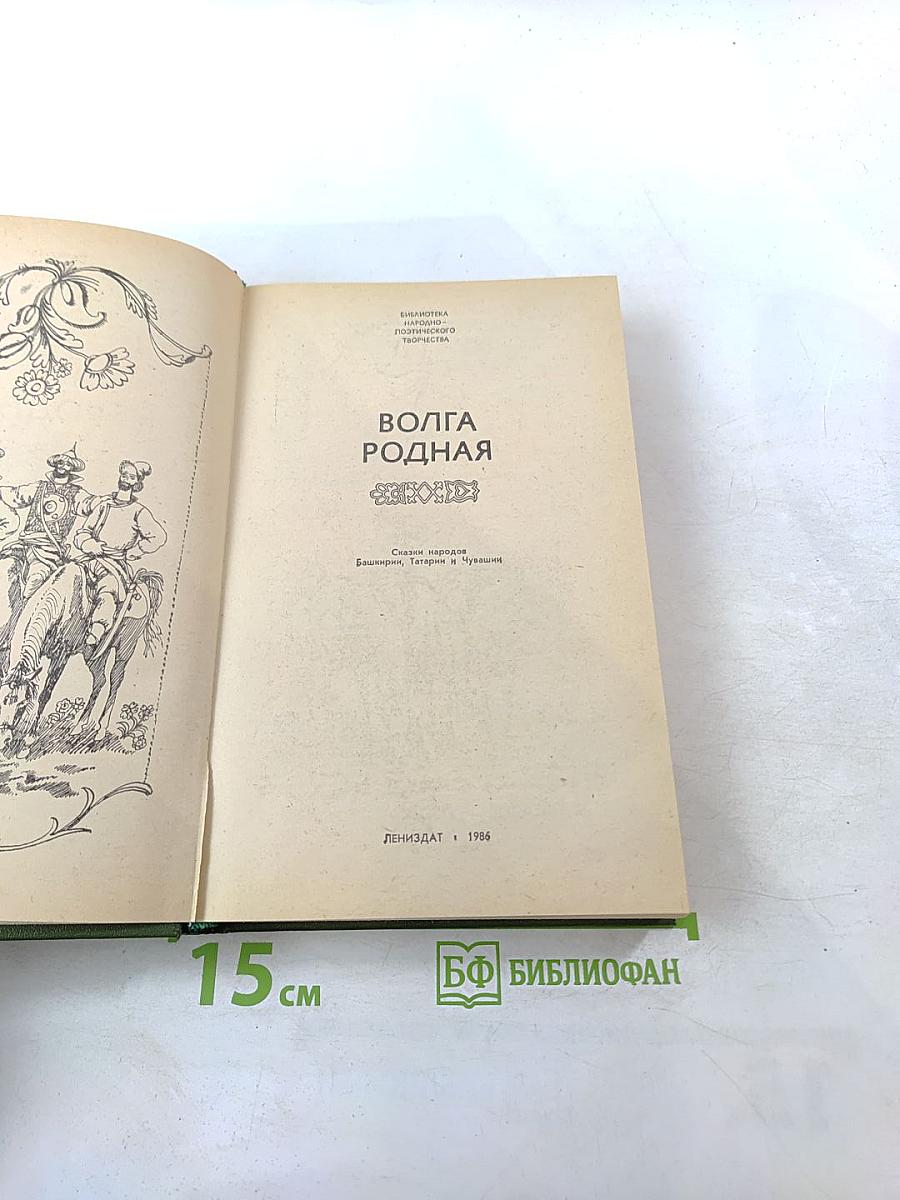 БИБЛИОТЕКА
НАРОДНО-
ПОЭТИЧЕСКОГО
ТВОРЧЕСТВА
ВОЛГА
РОДНАЯ
Сказки народов
Башкирии, Татарии и Чувашии
ЛЕНИЗДАТ • 1986
15 см
БФ БИБЛИОФАН